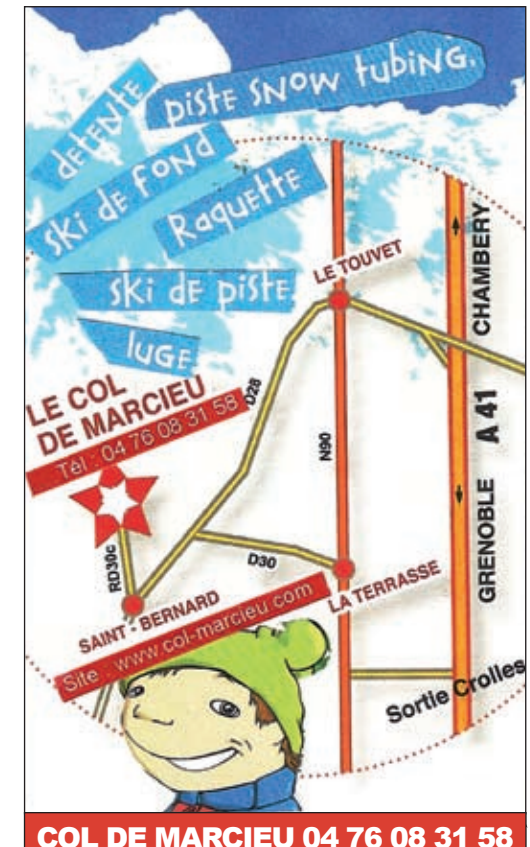 piste snow tubing.
detente
ski de fond
Raquette
ski de piste
luge
LE TOUVET
CHAMBERY
LE COL
DE MARCIEU
Tél : 04 76 08 31 58
D28
N90
A 41
GRENOBLE
RD30c
D30
LA TERRASSE
SAINT - BERNARD
Site : www.col-marcieu.com
Sortie Crolles
COL DE MARCIEU 04 76 08 31 58